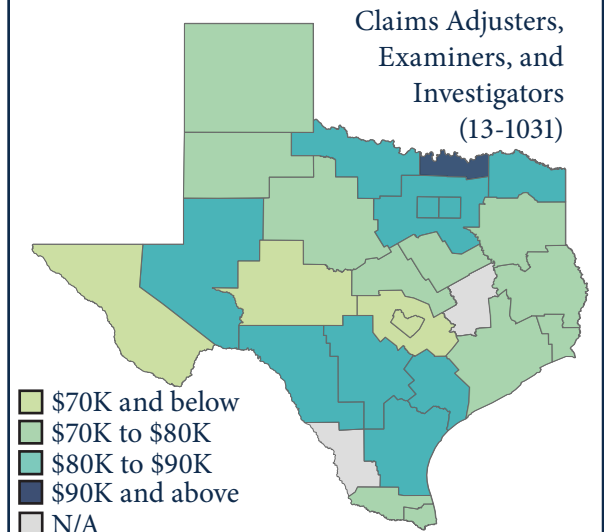 Claims Adjusters,
Examiners, and
Investigators
(13-1031)
$70K and below
$70K to $80K
$80K to $90K
$90K and above
N/A